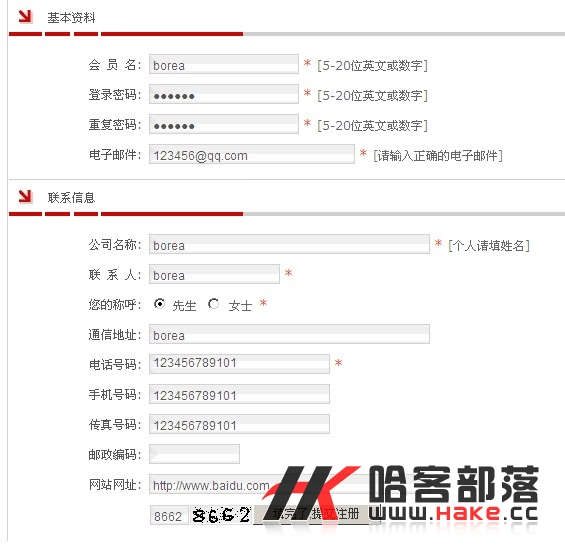 基本资料
会 员 名: borea * [5-20位英文或数字]
登录密码: ●●●●●● * [5-20位英文或数字]
重复密码: ●●●●●● * [5-20位英文或数字]
电子邮件: 123456@qq.com * [请输入正确的电子邮件]
联系信息
公司名称: borea * [个人请填姓名]
联 系 人: borea *
您的称呼: 先生 女士 *
通信地址: borea
电话号码: 123456789101 *
手机号码: 123456789101
传真号码: 123456789101
邮政编码:
网站网址: http://www.baidu.com
8662 8662 填完了,提交注册
HK 哈客部落
www.HAKE.cc